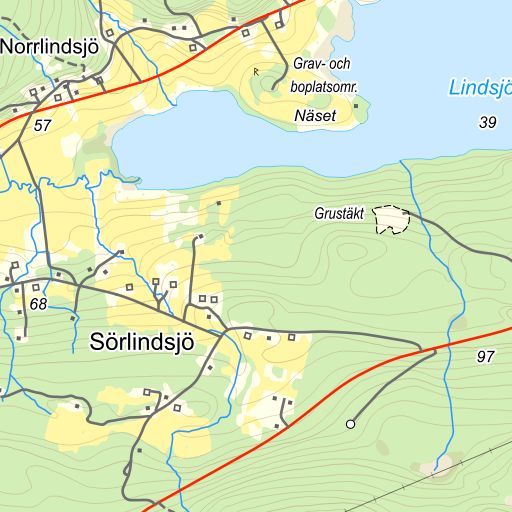 Norrlindsjö
Grav- och
boplatsomr.
Lindsjö
57
Näset
39
Grustäkt
68
Sörlindsjö
97